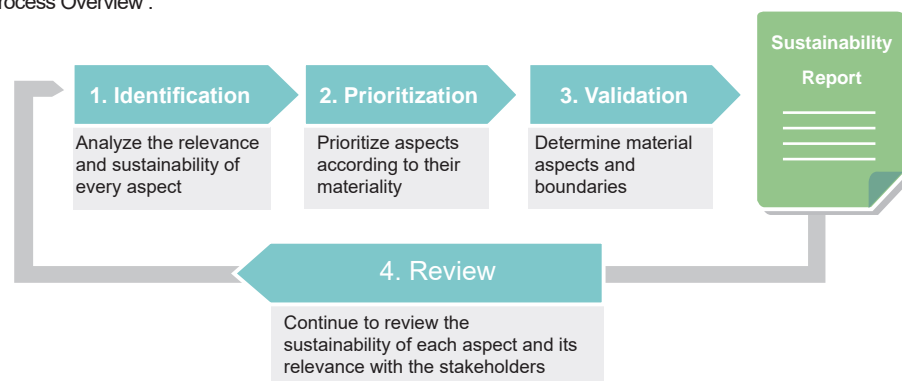 Process Overview :
Sustainability
Report
1. Identification
2. Prioritization
3. Validation
Analyze the relevance
and sustainability of
every aspect
Prioritize aspects
according to their
materiality
Determine material
aspects and
boundaries
4. Review
Continue to review the
sustainability of each aspect and its
relevance with the stakeholders